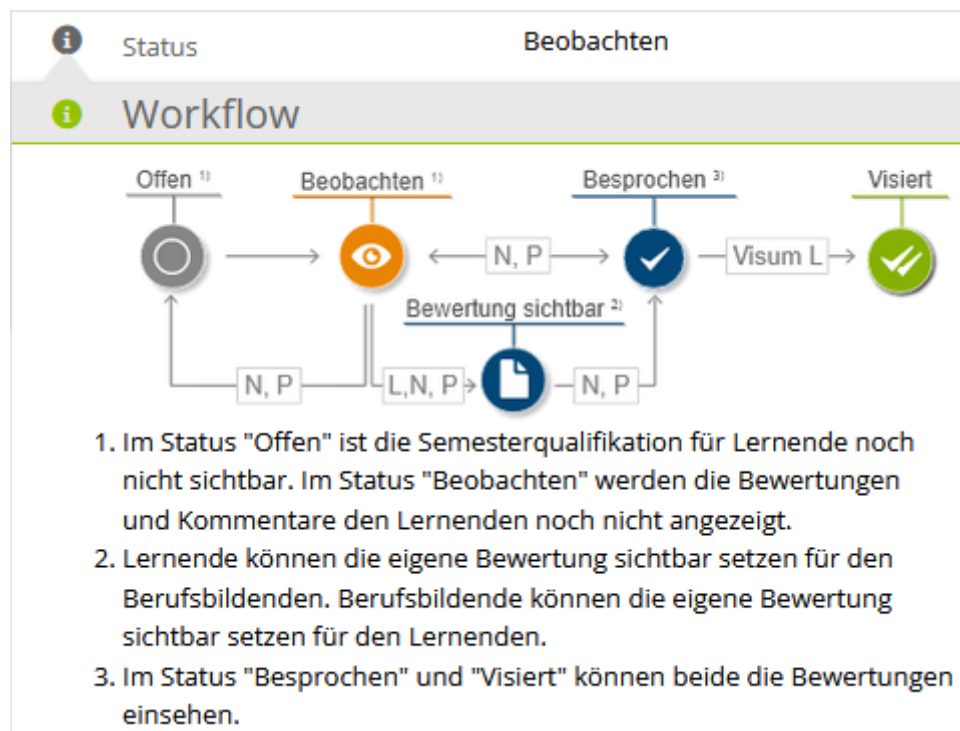 Status Beobachten
Workflow
Offen ¹⁾ Beobachten ¹⁾ Besprochen ³⁾ Visiert
N, P Visum L
Bewertung sichtbar ²⁾
N, P L,N, P N, P
1. Im Status "Offen" ist die Semesterqualifikation für Lernende noch
nicht sichtbar. Im Status "Beobachten" werden die Bewertungen
und Kommentare den Lernenden noch nicht angezeigt.
2. Lernende können die eigene Bewertung sichtbar setzen für den
Berufsbildenden. Berufsbildende können die eigene Bewertung
sichtbar setzen für den Lernenden.
3. Im Status "Besprochen" und "Visiert" können beide die Bewertungen
einsehen.